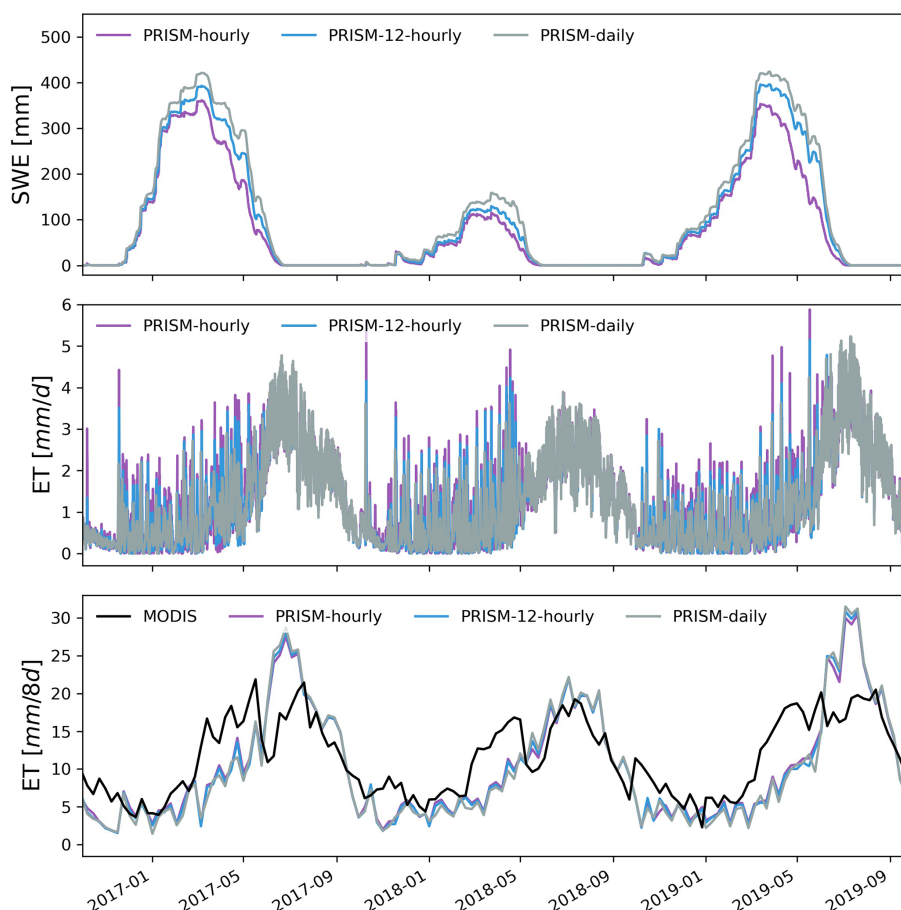 PRISM-hourly PRISM-12-hourly PRISM-daily
SWE [mm]
500
400
300
200
100
0
PRISM-hourly PRISM-12-hourly PRISM-daily
ET [mm/d]
6
5
4
3
2
1
0
MODIS PRISM-hourly PRISM-12-hourly PRISM-daily
ET [mm/8d]
30
25
20
15
10
5
0
2017-01 2017-05 2017-09 2018-01 2018-05 2018-09 2019-01 2019-05 2019-09